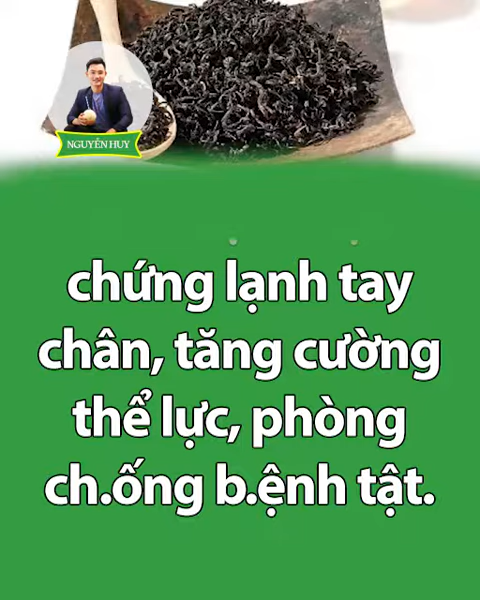 NGUYỄN HUY
chứng lạnh tay
chân, tăng cường
thể lực, phòng
ch.ống b.ệnh tật.